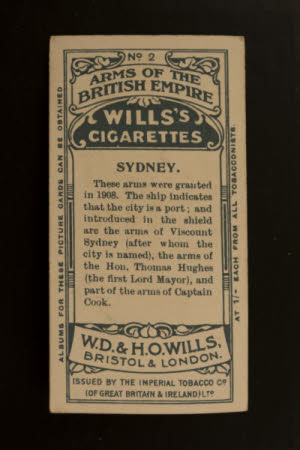 No 2
ARMS OF THE
BRITISH EMPIRE
WILLS'S
CIGARETTES
SYDNEY.
These arms were granted
in 1908. The ship indicates
that the city is a port; and
introduced in the shield
are the arms of Viscount
Sydney (after whom the
city is named), the arms of
the Hon. Thomas Hughes
(the first Lord Mayor), and
part of the arms of Captain
Cook.
ALBUMS FOR THESE PICTURE CARDS CAN BE OBTAINED
AT 1/- EACH FROM ALL TOBACCONISTS.
W.D. & H.O. WILLS,
BRISTOL & LONDON.
ISSUED BY THE IMPERIAL TOBACCO Co
(OF GREAT BRITAIN & IRELAND) LTD